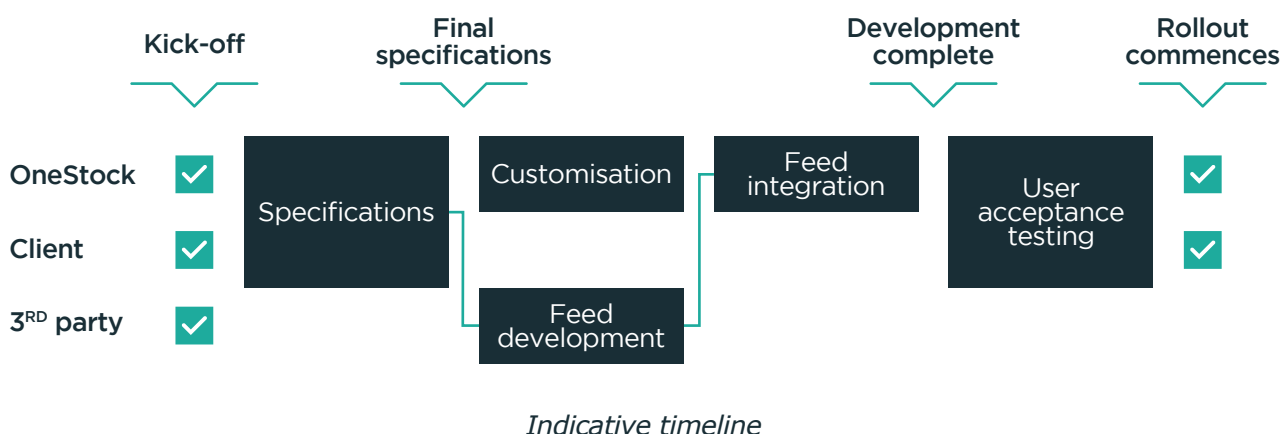 Kick-off
Final
specifications
Development
complete
Rollout
commences
OneStock
Client
3RD party
Specifications
Customisation
Feed
development
Feed
integration
User
acceptance
testing
Indicative timeline